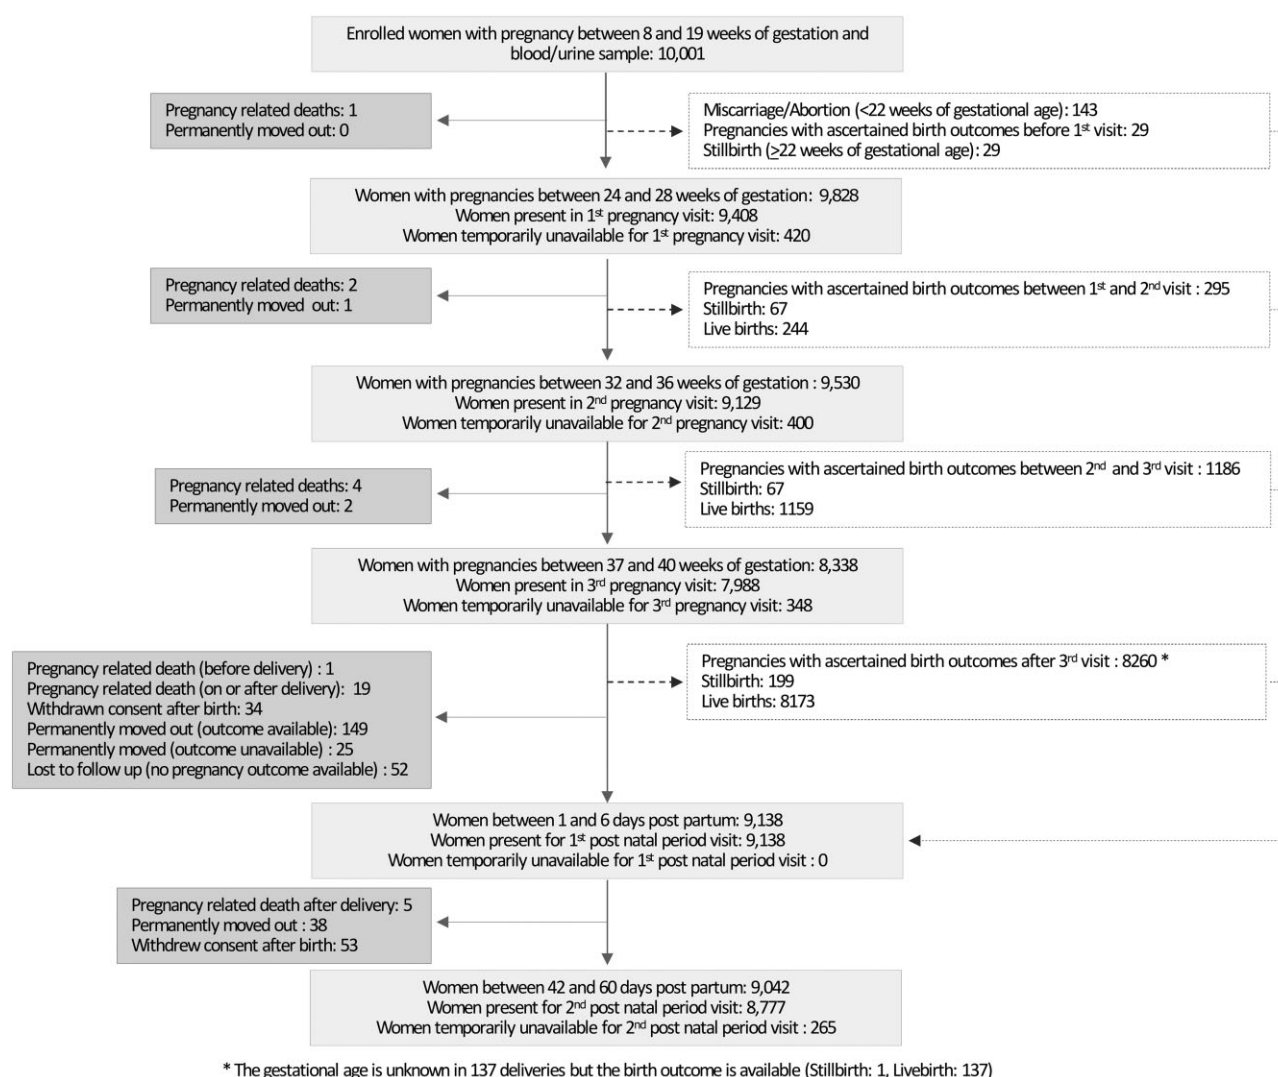 Enrolled women with pregnancy between 8 and 19 weeks of gestation and
blood/urine sample: 10,001
Pregnancy related deaths: 1
Permanently moved out: 0
Miscarriage/Abortion (<22 weeks of gestational age): 143
Pregnancies with ascertained birth outcomes before 1st visit: 29
Stillbirth (≥22 weeks of gestational age): 29
Women with pregnancies between 24 and 28 weeks of gestation: 9,828
Women present in 1st pregnancy visit: 9,408
Women temporarily unavailable for 1st pregnancy visit: 420
Pregnancy related deaths: 2
Permanently moved out: 1
Pregnancies with ascertained birth outcomes between 1st and 2nd visit : 295
Stillbirth: 67
Live births: 244
Women with pregnancies between 32 and 36 weeks of gestation : 9,530
Women present in 2nd pregnancy visit: 9,129
Women temporarily unavailable for 2nd pregnancy visit: 400
Pregnancy related deaths: 4
Permanently moved out: 2
Pregnancies with ascertained birth outcomes between 2nd and 3rd visit : 1186
Stillbirth: 67
Live births: 1159
Women with pregnancies between 37 and 40 weeks of gestation: 8,338
Women present in 3rd pregnancy visit: 7,988
Women temporarily unavailable for 3rd pregnancy visit: 348
Pregnancy related death (before delivery) : 1
Pregnancy related death (on or after delivery): 19
Withdrawn consent after birth: 34
Permanently moved out (outcome available): 149
Permanently moved (outcome unavailable) : 25
Lost to follow up (no pregnancy outcome available) : 52
Pregnancies with ascertained birth outcomes after 3rd visit : 8260 *
Stillbirth: 199
Live births: 8173
Women between 1 and 6 days post partum: 9,138
Women present for 1st post natal period visit: 9,138
Women temporarily unavailable for 1st post natal period visit : 0
Pregnancy related death after delivery: 5
Permanently moved out : 38
Withdrew consent after birth: 53
Women between 42 and 60 days post partum: 9,042
Women present for 2nd post natal period visit: 8,777
Women temporarily unavailable for 2nd post natal period visit : 265
* The gestational age is unknown in 137 deliveries but the birth outcome is available (Stillbirth: 1, Livebirth: 137)